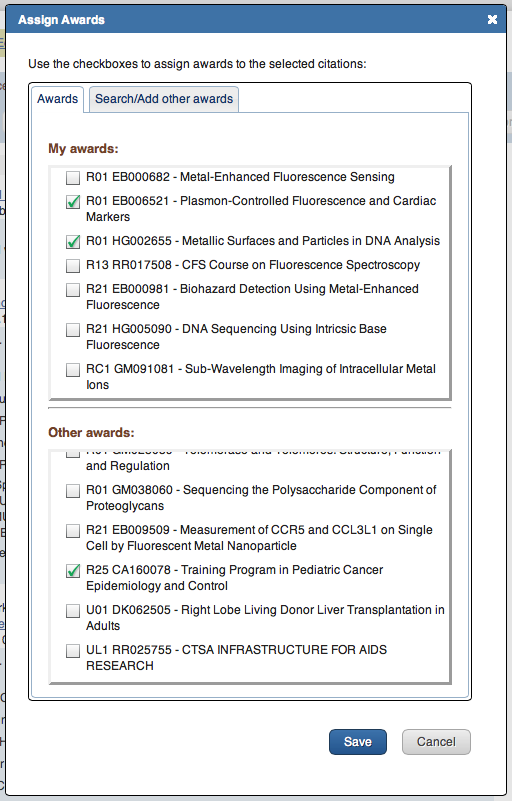 Assign Awards
Use the checkboxes to assign awards to the selected citations:
Awards
Search/Add other awards
My awards:
R01 EB000682 - Metal-Enhanced Fluorescence Sensing
R01 EB006521 - Plasmon-Controlled Fluorescence and Cardiac
Markers
R01 HG002655 - Metallic Surfaces and Particles in DNA Analysis
R13 RR017508 - CFS Course on Fluorescence Spectroscopy
R21 EB000981 - Biohazard Detection Using Metal-Enhanced
Fluorescence
R21 HG005090 - DNA Sequencing Using Intricsic Base
Fluorescence
RC1 GM091081 - Sub-Wavelength Imaging of Intracellular Metal
Ions
Other awards:
Telomerase and Telomeres: Structure, Function
and Regulation
R01 GM038060 - Sequencing the Polysaccharide Component of
Proteoglycans
R21 EB009509 - Measurement of CCR5 and CCL3L1 on Single
Cell by Fluorescent Metal Nanoparticle
R25 CA160078 - Training Program in Pediatric Cancer
Epidemiology and Control
U01 DK062505 - Right Lobe Living Donor Liver Transplantation in
Adults
UL1 RR025755 - CTSA INFRASTRUCTURE FOR AIDS
RESEARCH
Save
Cancel